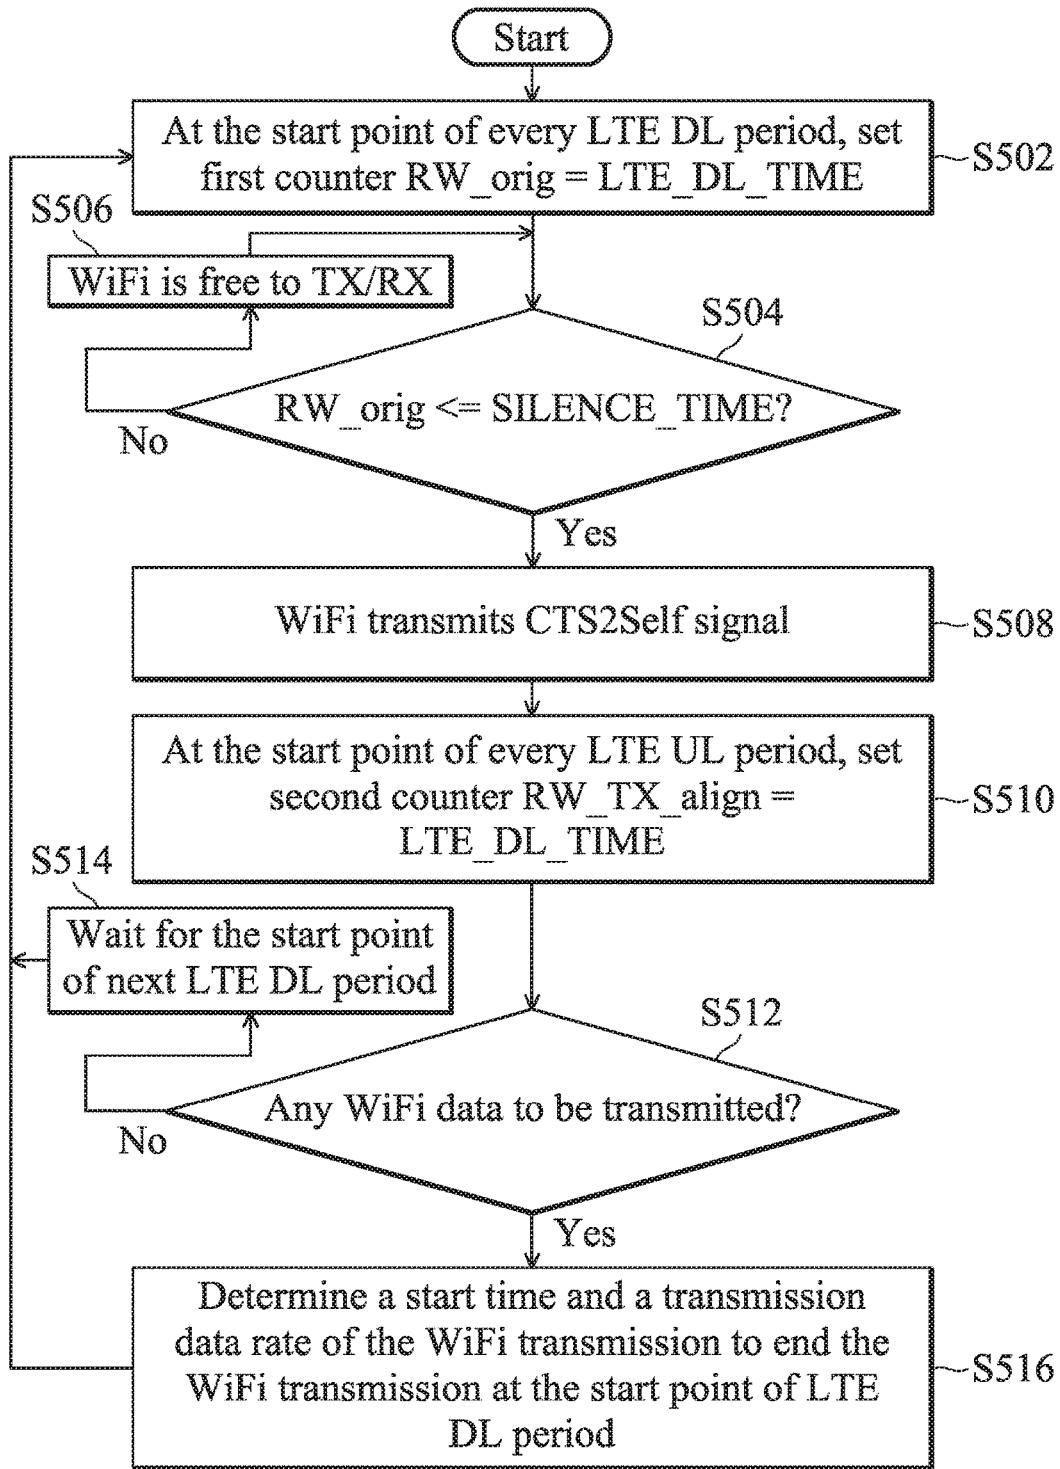 Start
At the start point of every LTE DL period, set
first counter RW_orig = LTE_DL_TIME
S502
S506
WiFi is free to TX/RX
S504
RW_orig <= SILENCE_TIME?
No
Yes
WiFi transmits CTS2Self signal
S508
At the start point of every LTE UL period, set
second counter RW_TX_align =
LTE_DL_TIME
S510
S514
Wait for the start point
of next LTE DL period
S512
Any WiFi data to be transmitted?
No
Yes
Determine a start time and a transmission
data rate of the WiFi transmission to end the
WiFi transmission at the start point of LTE
DL period
S516